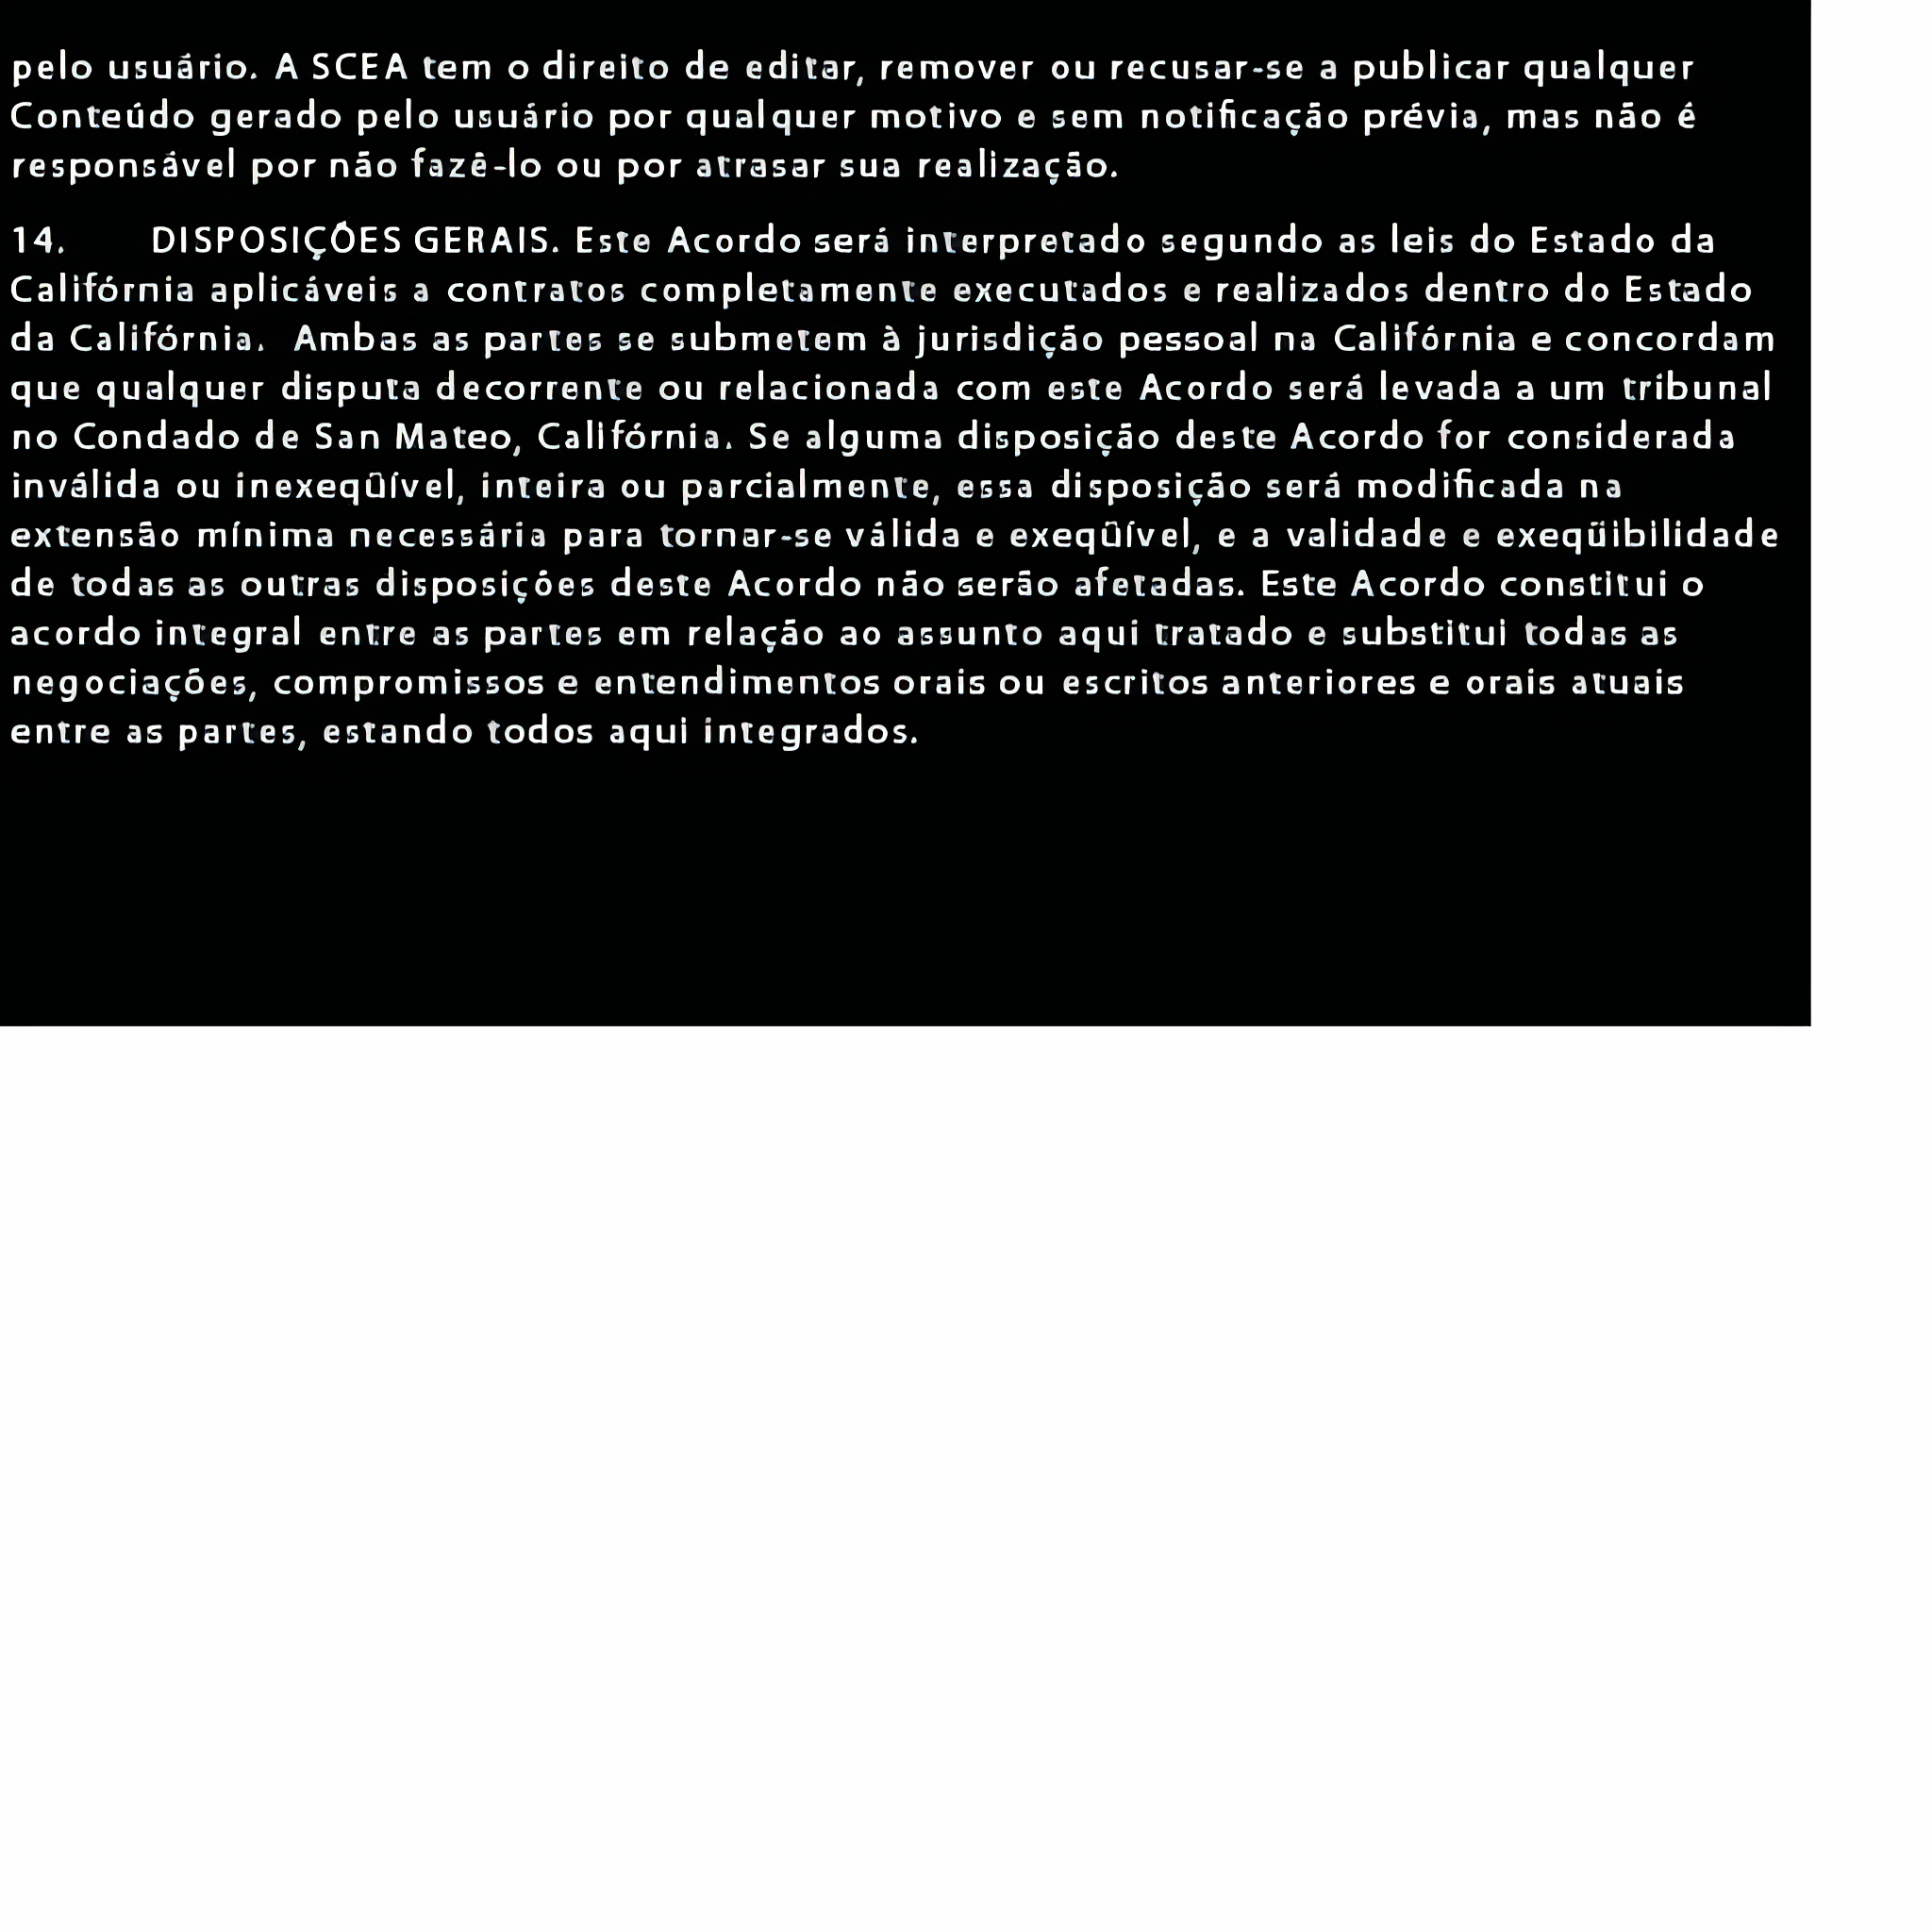 pelo usuário. A SCEA tem o direito de editar, remover ou recusar-se a publicar qualquer
Conteúdo gerado pelo usuário por qualquer motivo e sem notificação prévia, mas não é
responsável por não fazê-lo ou por atrasar sua realização.
14. DISPOSIÇÕES GERAIS. Este Acordo será interpretado segundo as leis do Estado da
Califórnia aplicáveis a contratos completamente executados e realizados dentro do Estado
da Califórnia. Ambas as partes se submetem à jurisdição pessoal na Califórnia e concordam
que qualquer disputa decorrente ou relacionada com este Acordo será levada a um tribunal
no Condado de San Mateo, Califórnia. Se alguma disposição deste Acordo for considerada
inválida ou inexeqüível, inteira ou parcialmente, essa disposição será modificada na
extensão mínima necessária para tornar-se válida e exeqüível, e a validade e exeqüibilidade
de todas as outras disposições deste Acordo não serão afetadas. Este Acordo constitui o
acordo integral entre as partes em relação ao assunto aqui tratado e substitui todas as
negociações, compromissos e entendimentos orais ou escritos anteriores e orais atuais
entre as partes, estando todos aqui integrados.